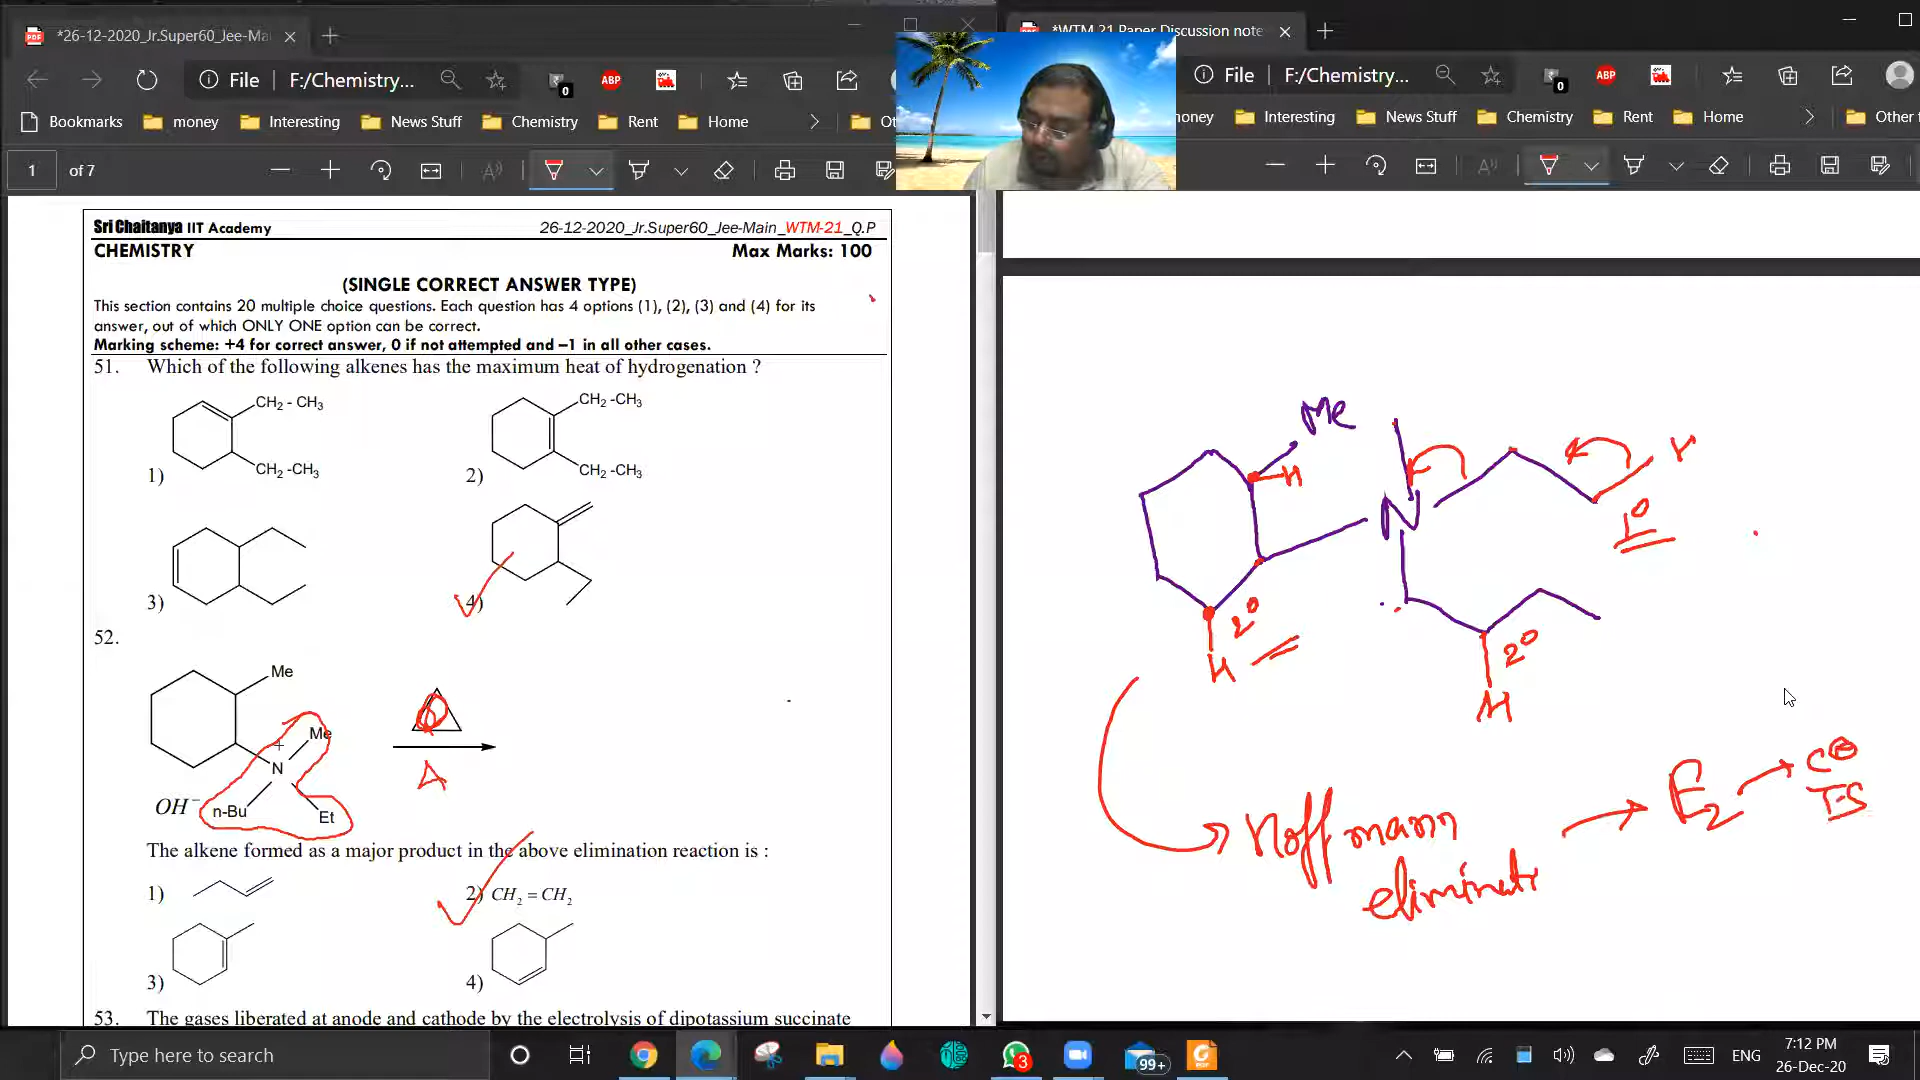 *26-12-2020_Jr.Super60_Jee-Mai
*WTM 21 Paper Discussion note
File F:/Chemistry...
0
ABP
File F:/Chemistry...
0
ABP
Bookmarks money Interesting News Stuff Chemistry Rent Home
money Interesting News Stuff Chemistry Rent Home Other f
1 of 7
Sri Chaitanya IIT Academy 26-12-2020_Jr.Super60_Jee-Main_WTM-21_Q.P
CHEMISTRY Max Marks: 100
(SINGLE CORRECT ANSWER TYPE)
This section contains 20 multiple choice questions. Each question has 4 options (1), (2), (3) and (4) for its
answer, out of which ONLY ONE option can be correct.
Marking scheme: +4 for correct answer, 0 if not attempted and –1 in all other cases.
51. Which of the following alkenes has the maximum heat of hydrogenation ?
CH2 - CH3
CH2 -CH3
1)
CH2 -CH3
CH2 -CH3
2)
3)
4)
52.
Me
+
Me
N
OH⁻ n-Bu
Et
Δ
The alkene formed as a major product in the above elimination reaction is :
1)
2) CH2 = CH2
3)
4)
53. The gases liberated at anode and cathode by the electrolysis of dipotassium succinate
Me
H
N
1°
2°
H
2°
H
Hoffmann
eliminati
E2
C⊖
T-S
Type here to search
3
99+
ENG
7:12 PM
26-Dec-20